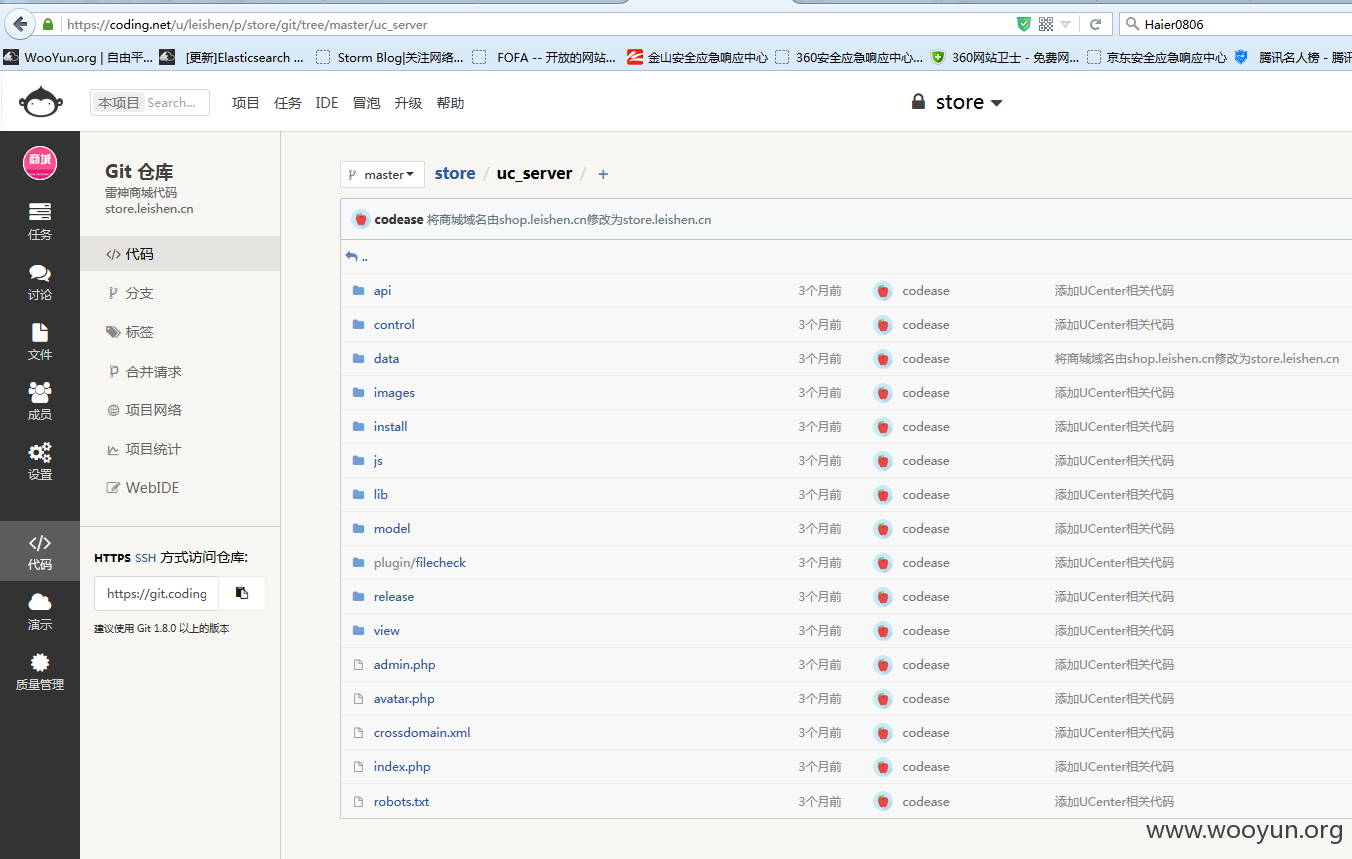 https://coding.net/u/leishen/p/store/git/tree/master/uc_server
Haier0806
WooYun.org | 自由平...
[更新]Elasticsearch ...
Storm Blog|关注网络...
FOFA -- 开放的网站...
金山安全应急响应中心
360安全应急响应中心...
360网站卫士 - 免费网...
京东安全应急响应中心
腾讯名人榜 - 腾讯
本项目 Search...
项目 任务 IDE 冒泡 升级 帮助
store
商城
任务
讨论
文件
成员
设置
代码
演示
质量管理
Git 仓库
雷神商城代码
store.leishen.cn
代码
分支
标签
合并请求
项目网络
项目统计
WebIDE
HTTPS SSH 方式访问仓库:
https://git.coding
建议使用 Git 1.8.0 以上的版本
master store / uc_server / +
codease 将商城域名由shop.leishen.cn修改为store.leishen.cn
..
api 3个月前 codease 添加UCenter相关代码
control 3个月前 codease 添加UCenter相关代码
data 3个月前 codease 将商城域名由shop.leishen.cn修改为store.leishen.cn
images 3个月前 codease 添加UCenter相关代码
install 3个月前 codease 添加UCenter相关代码
js 3个月前 codease 添加UCenter相关代码
lib 3个月前 codease 添加UCenter相关代码
model 3个月前 codease 添加UCenter相关代码
plugin/filecheck 3个月前 codease 添加UCenter相关代码
release 3个月前 codease 添加UCenter相关代码
view 3个月前 codease 添加UCenter相关代码
admin.php 3个月前 codease 添加UCenter相关代码
avatar.php 3个月前 codease 添加UCenter相关代码
crossdomain.xml 3个月前 codease 添加UCenter相关代码
index.php 3个月前 codease 添加UCenter相关代码
robots.txt 3个月前 codease 添加UCenter相关代码
www.wooyun.org